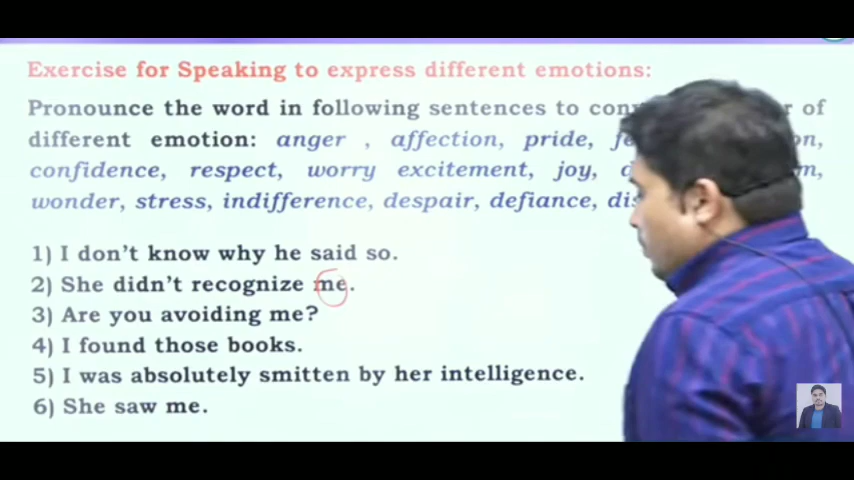 Exercise for Speaking to express different emotions:
Pronounce the word in following sentences to of
different emotion: anger , affection, pride,
confidence, respect, worry excitement, joy,
wonder, stress, indifference, despair, defiance,
1) I don't know why he said so.
2) She didn't recognize me.
3) Are you avoiding me?
4) I found those books.
5) I was absolutely smitten by her intelligence.
6) She saw me.